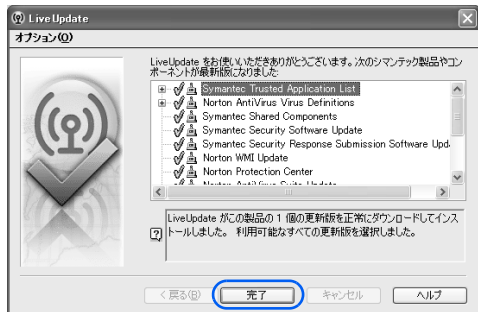 LiveUpdate
オプション(O)
LiveUpdate をお使いいただきありがとうございます。次のシマンテック製品やコン
ポーネントが最新版になりました
Symantec Trusted Application List
Norton AntiVirus Virus Definitions
Symantec Shared Components
Symantec Security Software Update
Symantec Security Response Submission Software Upd
Norton WMI Update
Norton Protection Center
Norton AntiVirus Suite Update
LiveUpdate がこの製品の 1 個の更新版を正常にダウンロードしてインス
トールしました。 利用可能なすべての更新版を選択しました。
< 戻る(B)
完了
キャンセル
ヘルプ